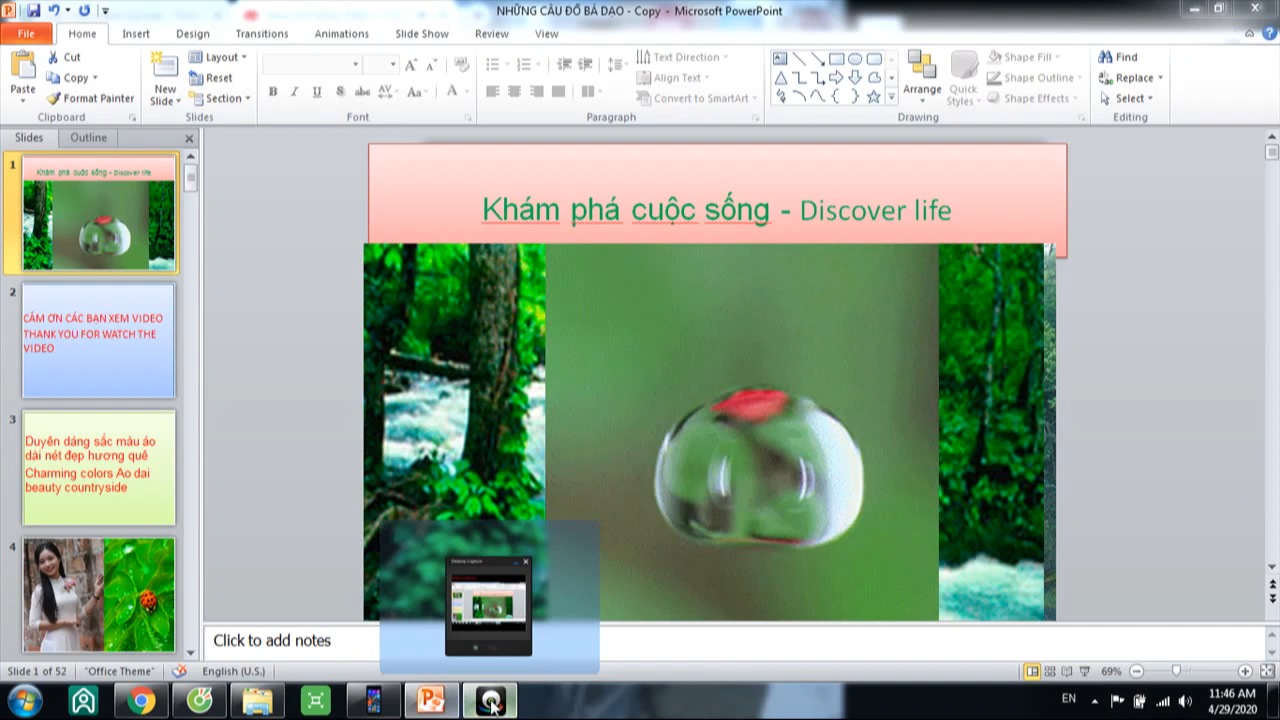 NHỮNG CÂU ĐỐ BÁ DẠO - Copy - Microsoft PowerPoint
File Home Insert Design Transitions Animations Slide Show Review View
Paste
Cut
Copy
Format Painter
Clipboard
New Slide
Layout
Reset
Section
Slides
Font
Text Direction
Align Text
Convert to SmartArt
Paragraph
Arrange
Quick Styles
Shape Fill
Shape Outline
Shape Effects
Drawing
Find
Replace
Select
Editing
Slides Outline
1
Khám phá cuộc sống - Discover life
2
CẢM ƠN CÁC BẠN XEM VIDEO
THANK YOU FOR WATCH THE
VIDEO
3
Duyên dáng sắc màu áo
dài nét đẹp hương quê
Charming colors Ao dai
beauty countryside
4
Khám phá cuộc sống - Discover life
Click to add notes
Slide 1 of 52 "Office Theme" English (U.S.) 69%
EN
11:46 AM
4/29/2020